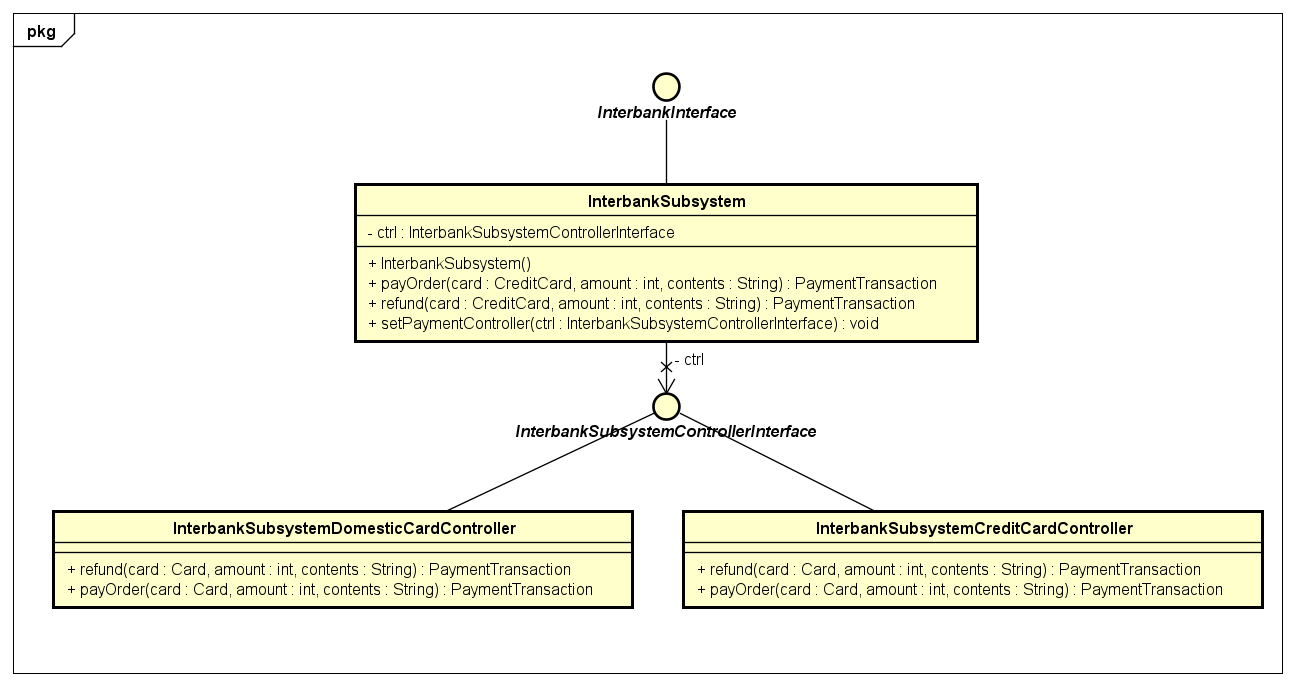 pkg
InterbankInterface
InterbankSubsystem
- ctrl : InterbankSubsystemControllerInterface
+ InterbankSubsystem()
+ payOrder(card : CreditCard, amount : int, contents : String) : PaymentTransaction
+ refund(card : CreditCard, amount : int, contents : String) : PaymentTransaction
+ setPaymentController(ctrl : InterbankSubsystemControllerInterface) : void
- ctrl
InterbankSubsystemControllerInterface
InterbankSubsystemDomesticCardController
+ refund(card : Card, amount : int, contents : String) : PaymentTransaction
+ payOrder(card : Card, amount : int, contents : String) : PaymentTransaction
InterbankSubsystemCreditCardController
+ refund(card : Card, amount : int, contents : String) : PaymentTransaction
+ payOrder(card : Card, amount : int, contents : String) : PaymentTransaction